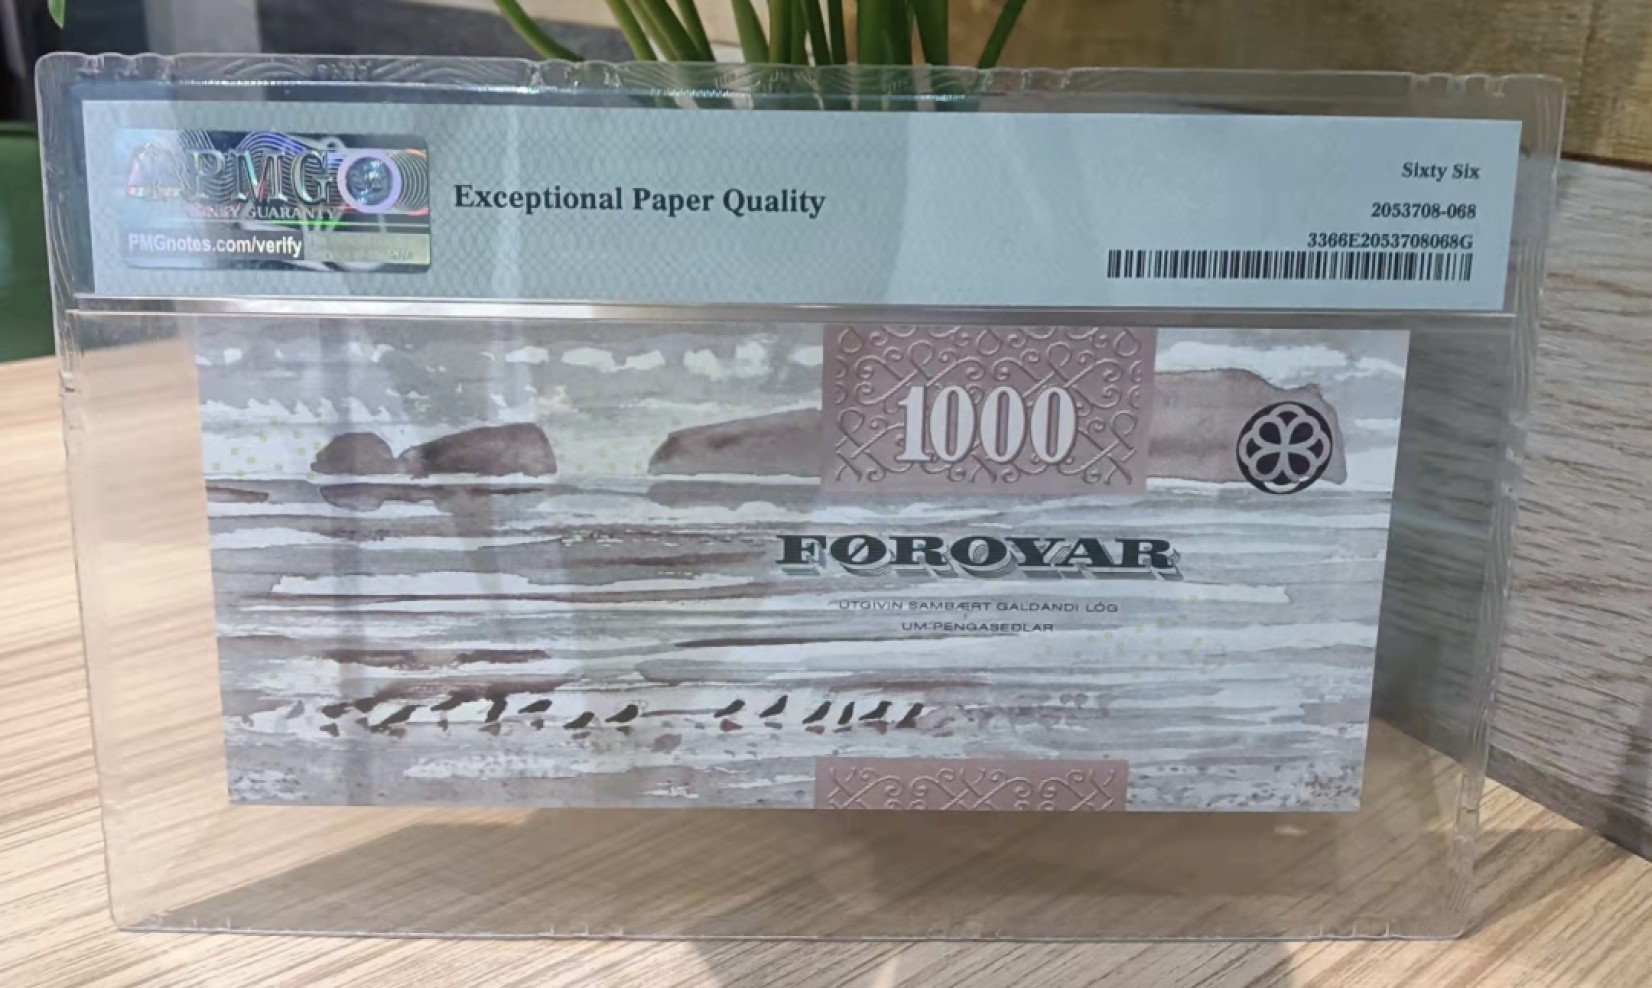 PMG
GUARANTY
PMGnotes.com/verify
Exceptional Paper Quality
Sixty Six
2053708-068
3366E2053708068G
1000
FØROYAR
ÚTGIVIN SAMBÆRT GALDANDI LÓG
UM PENGASEÐLAR